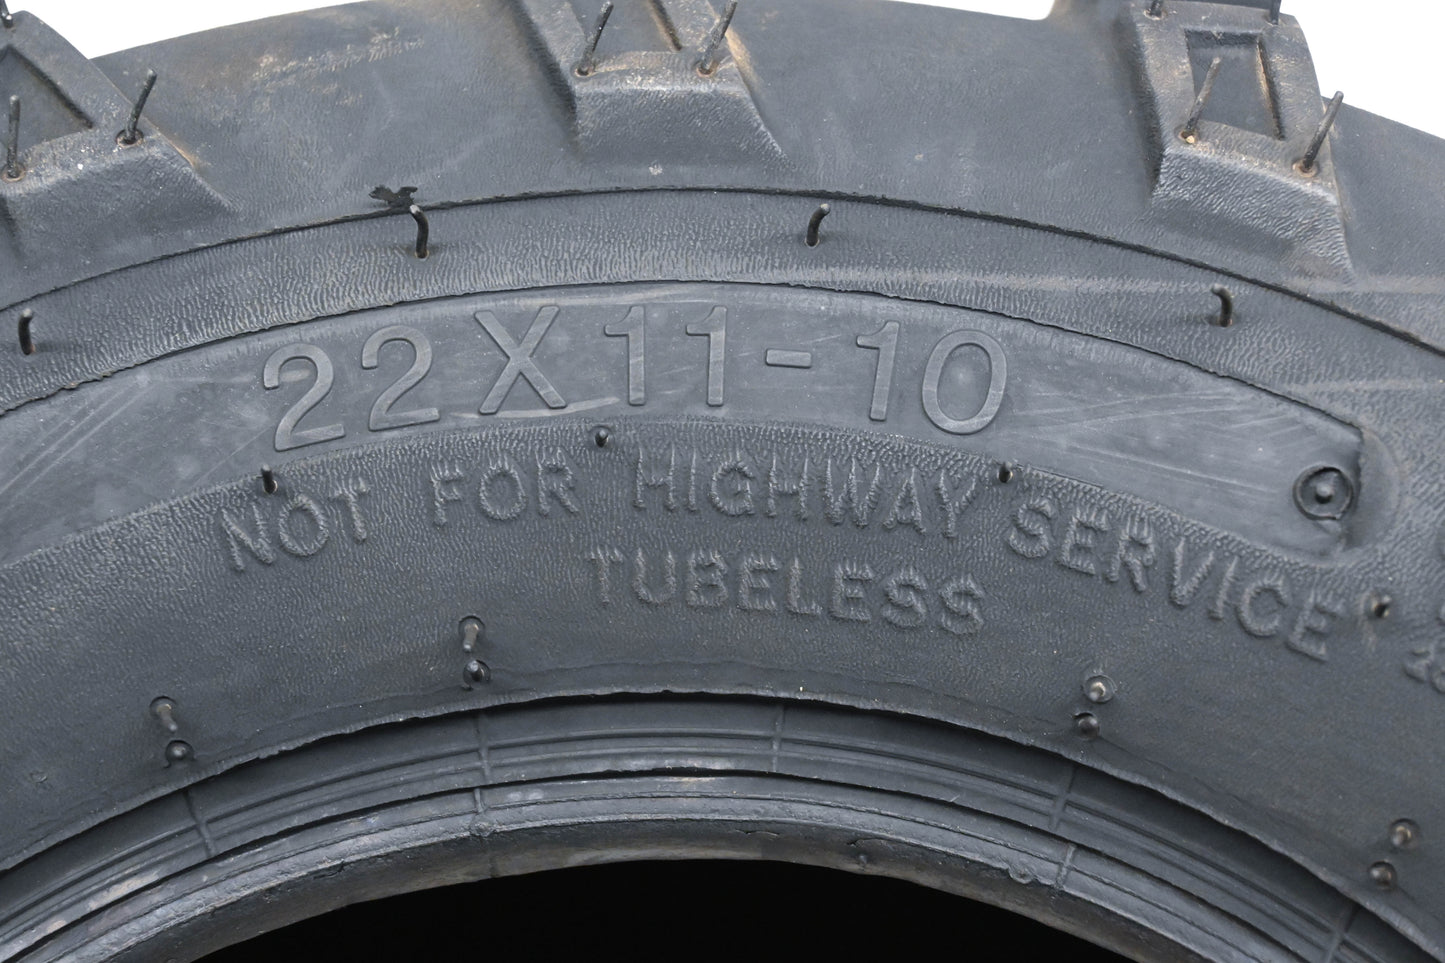 22X11-10
NOT FOR HIGHWAY SERVICE
TUBELESS